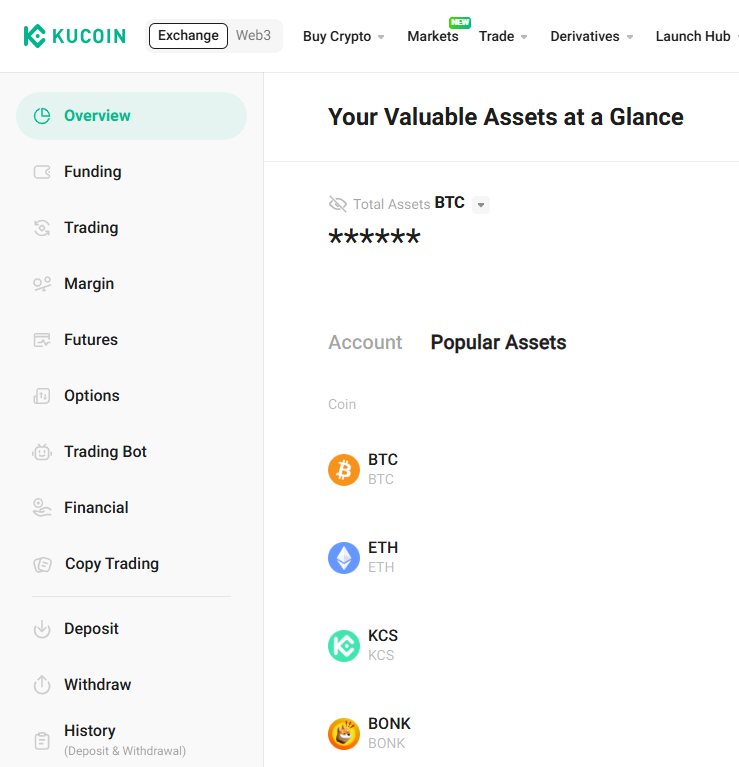 KUCOIN Exchange Web3 Buy Crypto Markets NEW Trade Derivatives Launch Hub
Overview
Funding
Trading
Margin
Futures
Options
Trading Bot
Financial
Copy Trading
Deposit
Withdraw
History
(Deposit & Withdrawal)
Your Valuable Assets at a Glance
Total Assets BTC
******
Account Popular Assets
Coin
BTC
BTC
ETH
ETH
KCS
KCS
BONK
BONK